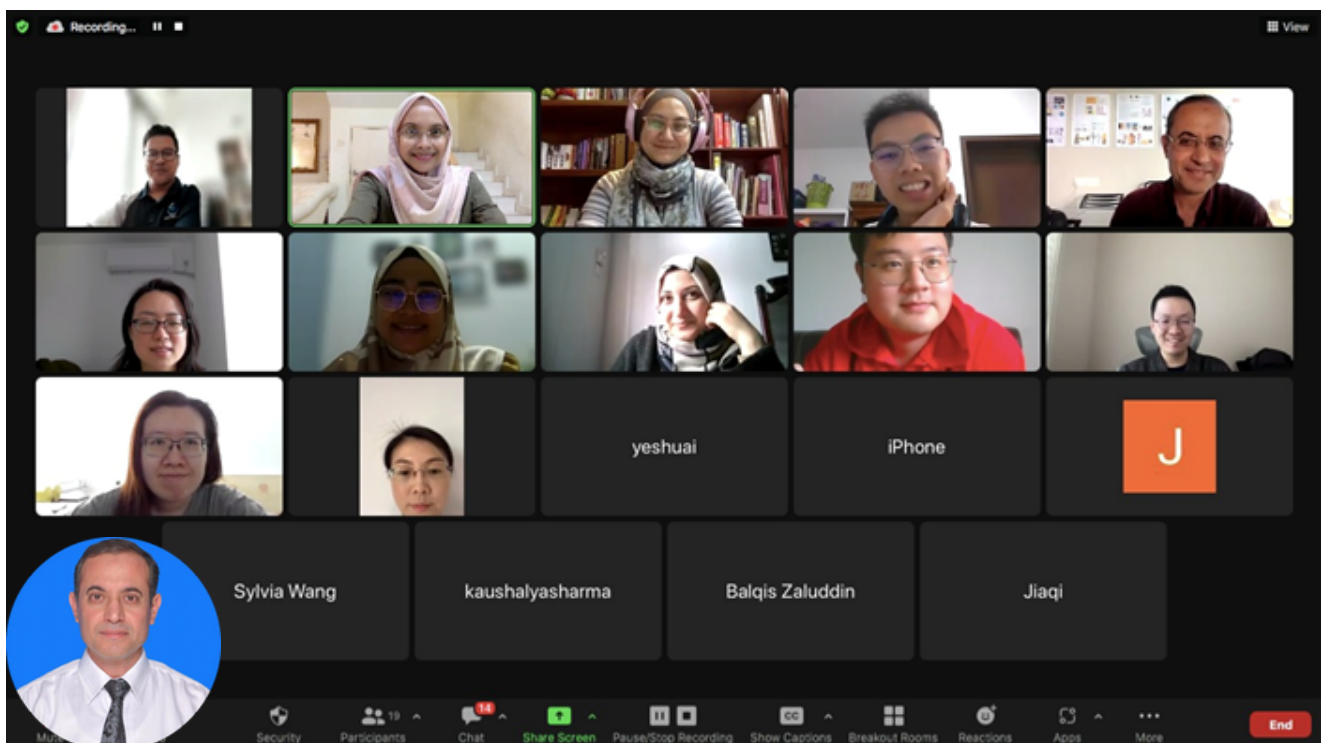 Recording...
View
yeshuai
iPhone
J
Sylvia Wang
kaushalyasharma
Balqis Zaluddin
Jiaqi
14
19
Mute
Security
Participants
Chat
Share Screen
Pause/Stop Recording
CC
Show Captions
Breakout Rooms
Reactions
Apps
More
End